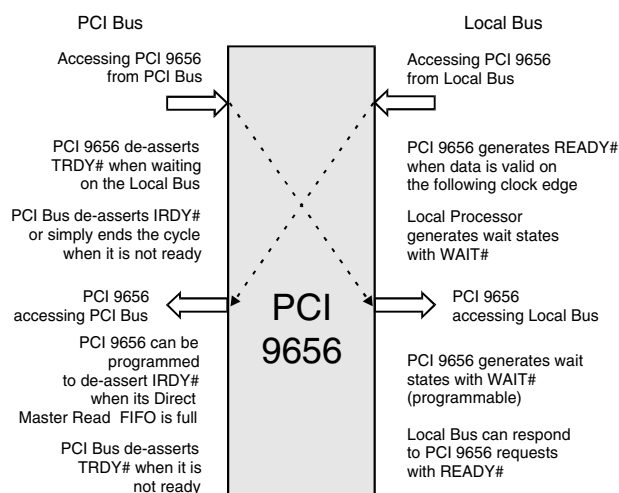 PCI Bus
Accessing PCI 9656
from PCI Bus
PCI 9656 de-asserts
TRDY# when waiting
on the Local Bus
PCI Bus de-asserts IRDY#
or simply ends the cycle
when it is not ready
PCI 9656
accessing PCI Bus
PCI 9656 can be
programmed
to de-assert IRDY#
when its Direct
Master Read FIFO is full
PCI Bus de-asserts
TRDY# when it is
not ready
PCI
9656
Local Bus
Accessing PCI 9656
from Local Bus
PCI 9656 generates READY#
when data is valid on
the following clock edge
Local Processor
generates wait states
with WAIT#
PCI 9656
accessing Local Bus
PCI 9656 generates wait
states with WAIT#
(programmable)
Local Bus can respond
to PCI 9656 requests
with READY#